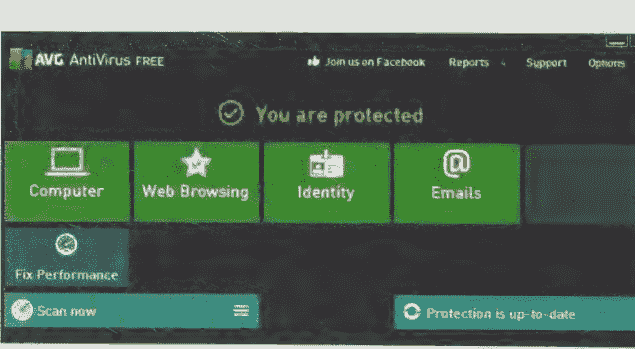 AVG AntiVirus FREE
Join us on Facebook Reports 4 Support Options
You are protected
Computer Web Browsing Identity Emails
Fix Performance
Scan now
Protection is up-to-date